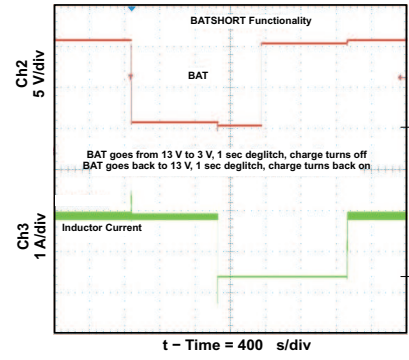 BATSHORT Functionality
Ch2
5 V/div
BAT
BAT goes from 13 V to 3 V, 1 sec deglitch, charge turns off
BAT goes back to 13 V, 1 sec deglitch, charge turns back on
Ch3
1 A/div
Inductor Current
t − Time = 400 s/div